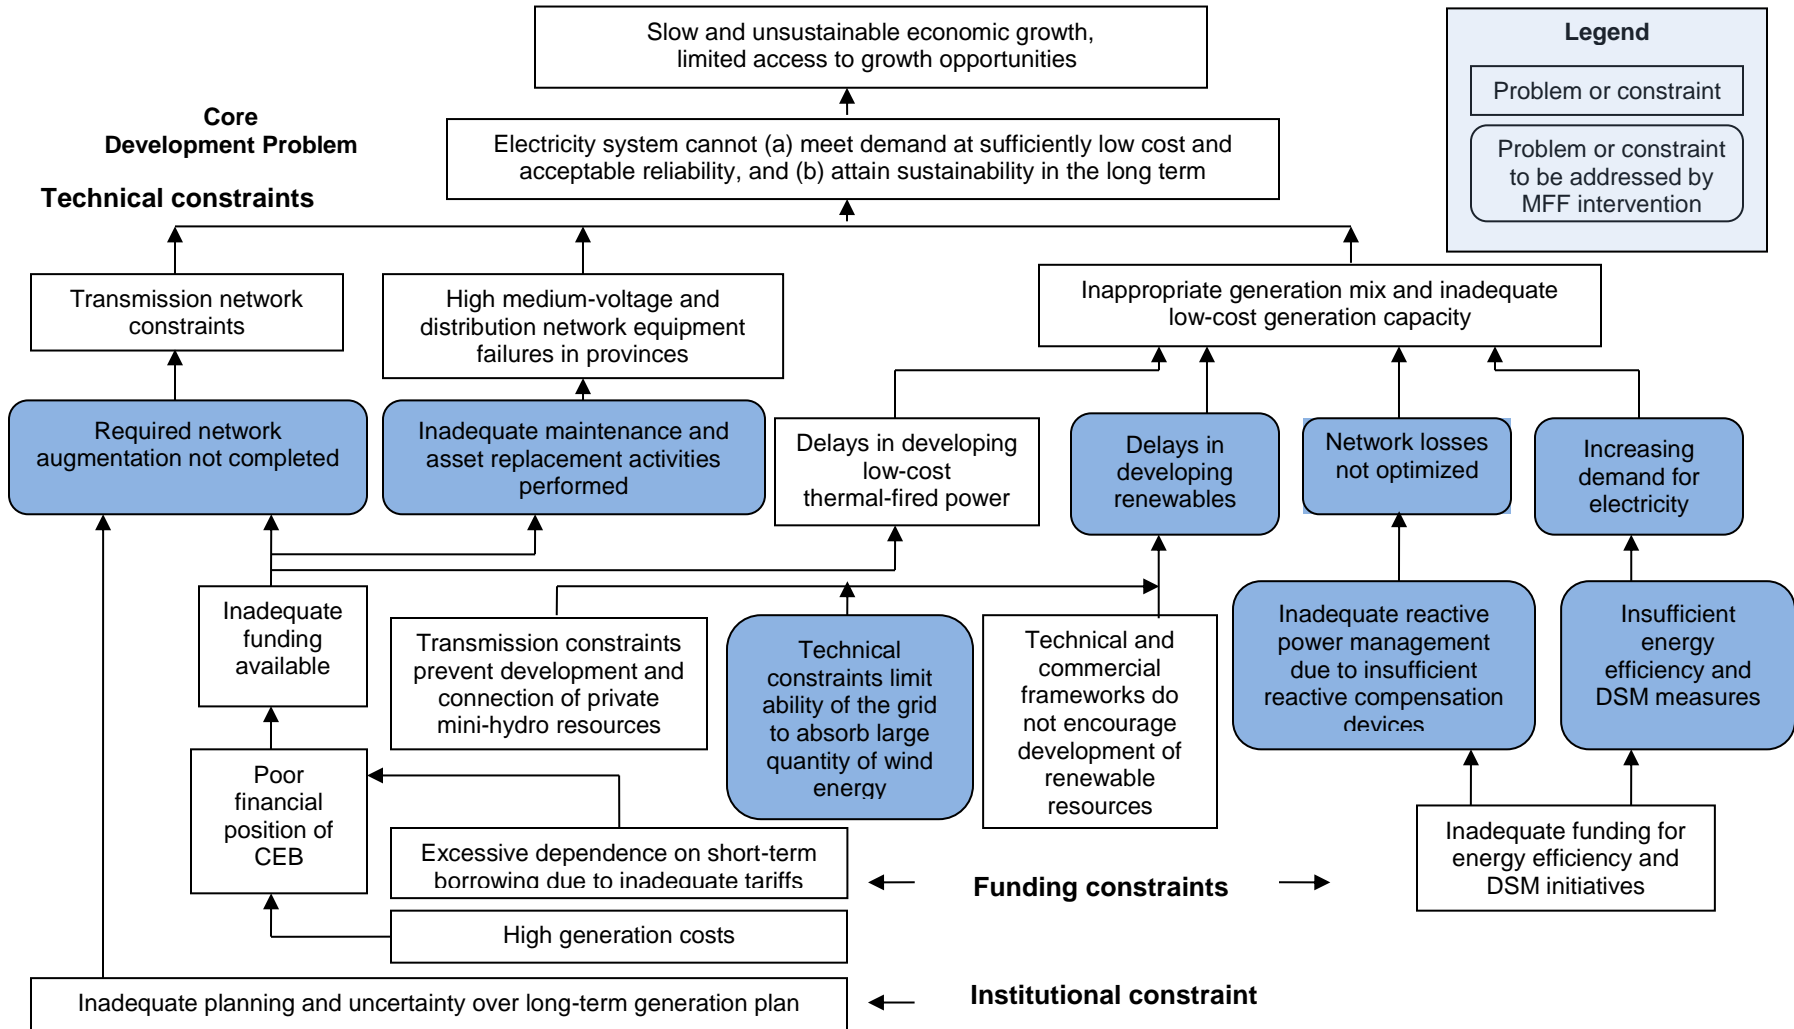 Slow and unsustainable economic growth,
limited access to growth opportunities
Legend
Problem or constraint
Problem or constraint
to be addressed by
MFF intervention
Core
Development Problem
Electricity system cannot (a) meet demand at sufficiently low cost and
acceptable reliability, and (b) attain sustainability in the long term
Technical constraints
Transmission network
constraints
High medium-voltage and
distribution network equipment
failures in provinces
Inappropriate generation mix and inadequate
low-cost generation capacity
Required network
augmentation not completed
Inadequate maintenance and
asset replacement activities
performed
Delays in developing
low-cost
thermal-fired power
Delays in
developing
renewables
Network losses
not optimized
Increasing
demand for
electricity
Inadequate
funding
available
Transmission constraints
prevent development and
connection of private
mini-hydro resources
Technical
constraints limit
ability of the grid
to absorb large
quantity of wind
energy
Technical and
commercial
frameworks do
not encourage
development of
renewable
resources
Inadequate reactive
power management
due to insufficient
reactive compensation
devices
Insufficient
energy
efficiency and
DSM measures
Poor
financial
position of
CEB
Excessive dependence on short-term
borrowing due to inadequate tariffs
Funding constraints
Inadequate funding for
energy efficiency and
DSM initiatives
High generation costs
Inadequate planning and uncertainty over long-term generation plan
Institutional constraint